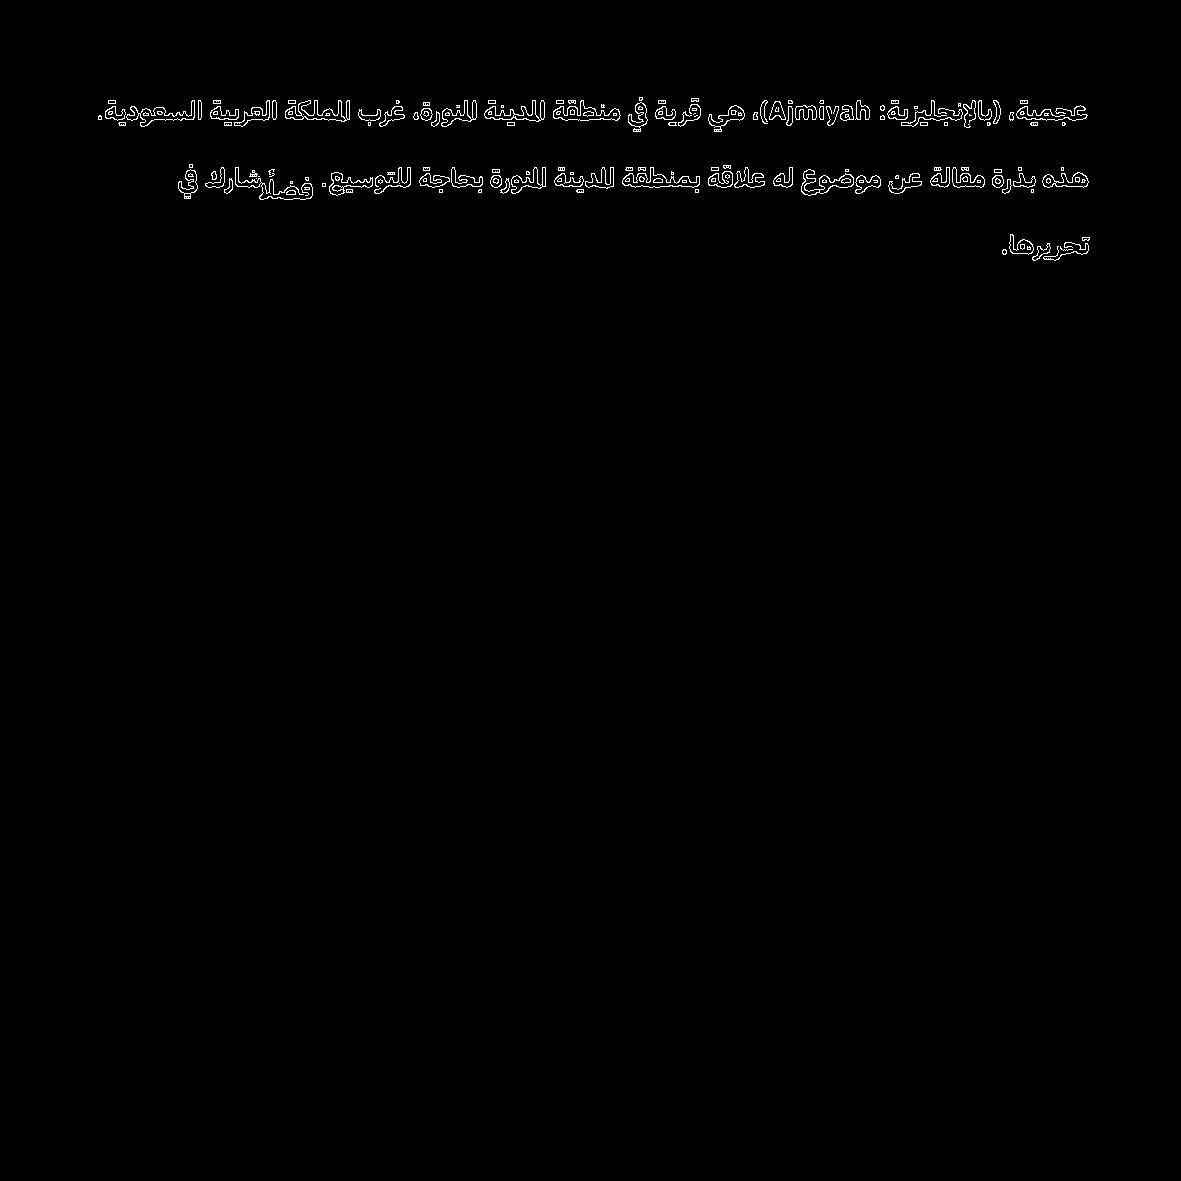 عجمية، (بالإنجليزية: Ajmiyah)، هي قرية في منطقة المدينة المنورة، غرب المملكة العربية السعودية.
هذه بذرة مقالة عن موضوع له علاقة بمنطقة المدينة المنورة بحاجة للتوسيع. فضلًا شارك في
تحريرها.